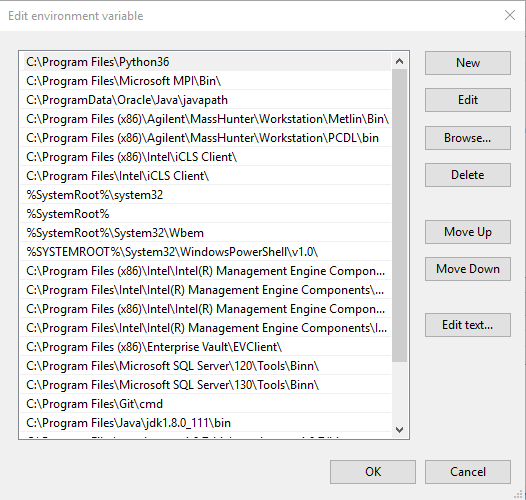 Edit environment variable
C:\Program Files\Python36
C:\Program Files\Microsoft MPI\Bin\
C:\ProgramData\Oracle\Java\javapath
C:\Program Files (x86)\Agilent\MassHunter\Workstation\Metlin\Bin\
C:\Program Files (x86)\Agilent\MassHunter\Workstation\PCDL\bin
C:\Program Files (x86)\Intel\iCLS Client\
C:\Program Files\Intel\iCLS Client\
%SystemRoot%\system32
%SystemRoot%
%SystemRoot%\System32\Wbem
%SYSTEMROOT%\System32\WindowsPowerShell\v1.0\
C:\Program Files (x86)\Intel\Intel(R) Management Engine Compon...
C:\Program Files\Intel\Intel(R) Management Engine Components\...
C:\Program Files (x86)\Intel\Intel(R) Management Engine Compon...
C:\Program Files\Intel\Intel(R) Management Engine Components\I...
C:\Program Files (x86)\Enterprise Vault\EVClient\
C:\Program Files\Microsoft SQL Server\120\Tools\Binn\
C:\Program Files\Microsoft SQL Server\130\Tools\Binn\
C:\Program Files\Git\cmd
C:\Program Files\Java\jdk1.8.0_111\bin
New
Edit
Browse...
Delete
Move Up
Move Down
Edit text...
OK
Cancel